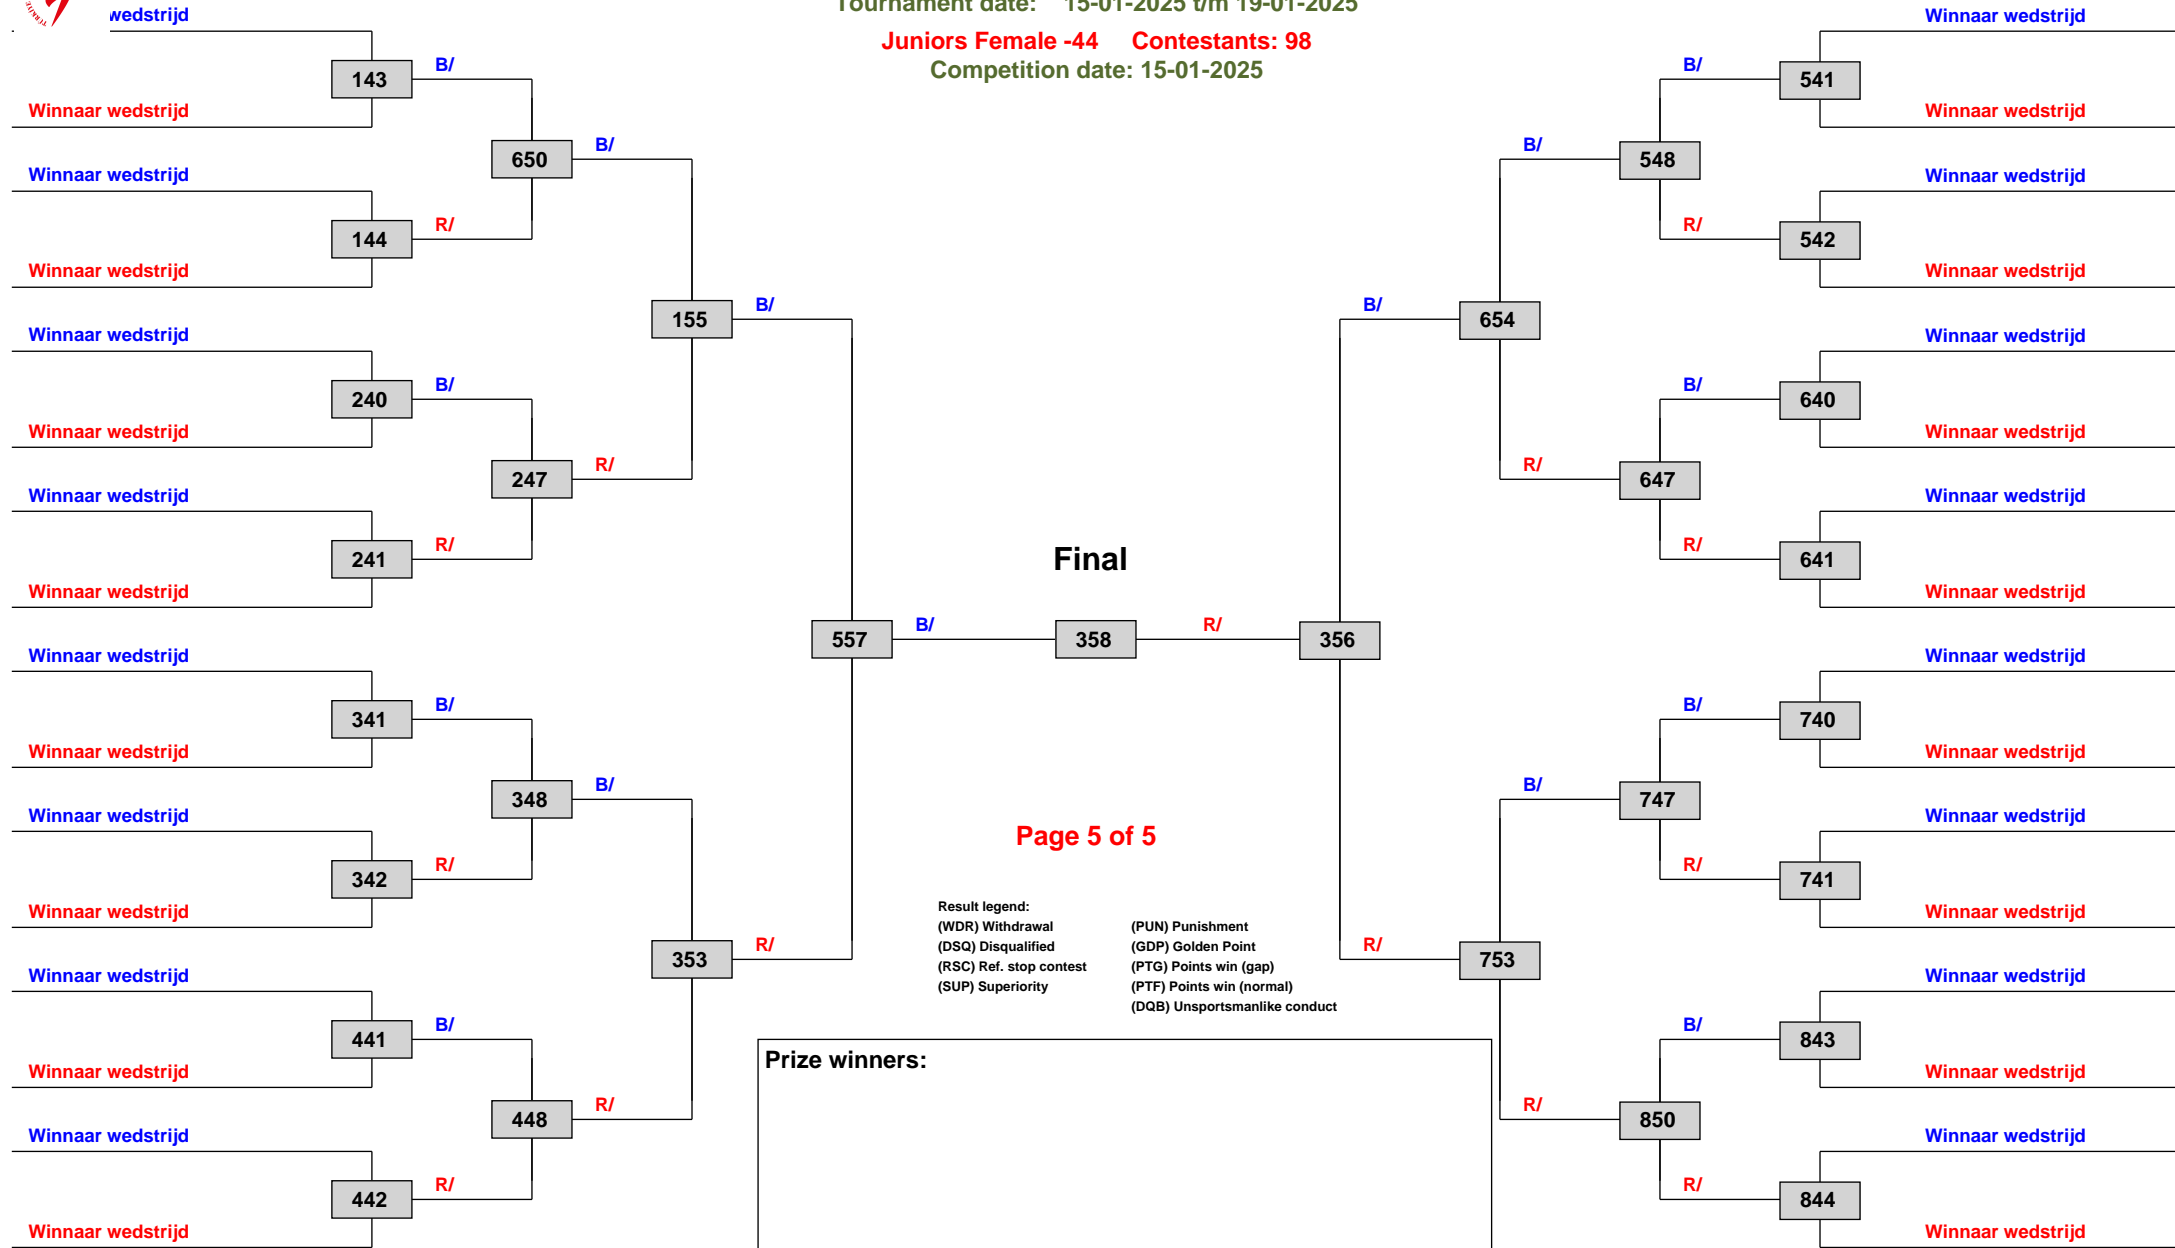 Tournament date: 15-01-2025 t/m 19-01-2025
Juniors Female -44 Contestants: 98
Competition date: 15-01-2025
wedstrijd
143
B/
Winnaar wedstrijd
650
B/
Winnaar wedstrijd
144
R/
Winnaar wedstrijd
155
B/
Winnaar wedstrijd
240
B/
Winnaar wedstrijd
247
R/
Winnaar wedstrijd
241
R/
Winnaar wedstrijd
557
B/
Winnaar wedstrijd
341
B/
Winnaar wedstrijd
348
B/
Winnaar wedstrijd
342
R/
Winnaar wedstrijd
353
R/
Winnaar wedstrijd
441
B/
Winnaar wedstrijd
448
R/
Winnaar wedstrijd
442
R/
Winnaar wedstrijd
Final
358
R/
356
Page 5 of 5
Result legend:
(WDR) Withdrawal
(DSQ) Disqualified
(RSC) Ref. stop contest
(SUP) Superiority
(PUN) Punishment
(GDP) Golden Point
(PTG) Points win (gap)
(PTF) Points win (normal)
(DQB) Unsportsmanlike conduct
Prize winners:
Winnaar wedstrijd
B/
541
Winnaar wedstrijd
B/
548
Winnaar wedstrijd
R/
542
Winnaar wedstrijd
B/
654
Winnaar wedstrijd
B/
640
Winnaar wedstrijd
R/
647
Winnaar wedstrijd
R/
641
Winnaar wedstrijd
Winnaar wedstrijd
B/
740
Winnaar wedstrijd
B/
747
Winnaar wedstrijd
R/
741
Winnaar wedstrijd
R/
753
Winnaar wedstrijd
B/
843
Winnaar wedstrijd
R/
850
Winnaar wedstrijd
R/
844
Winnaar wedstrijd